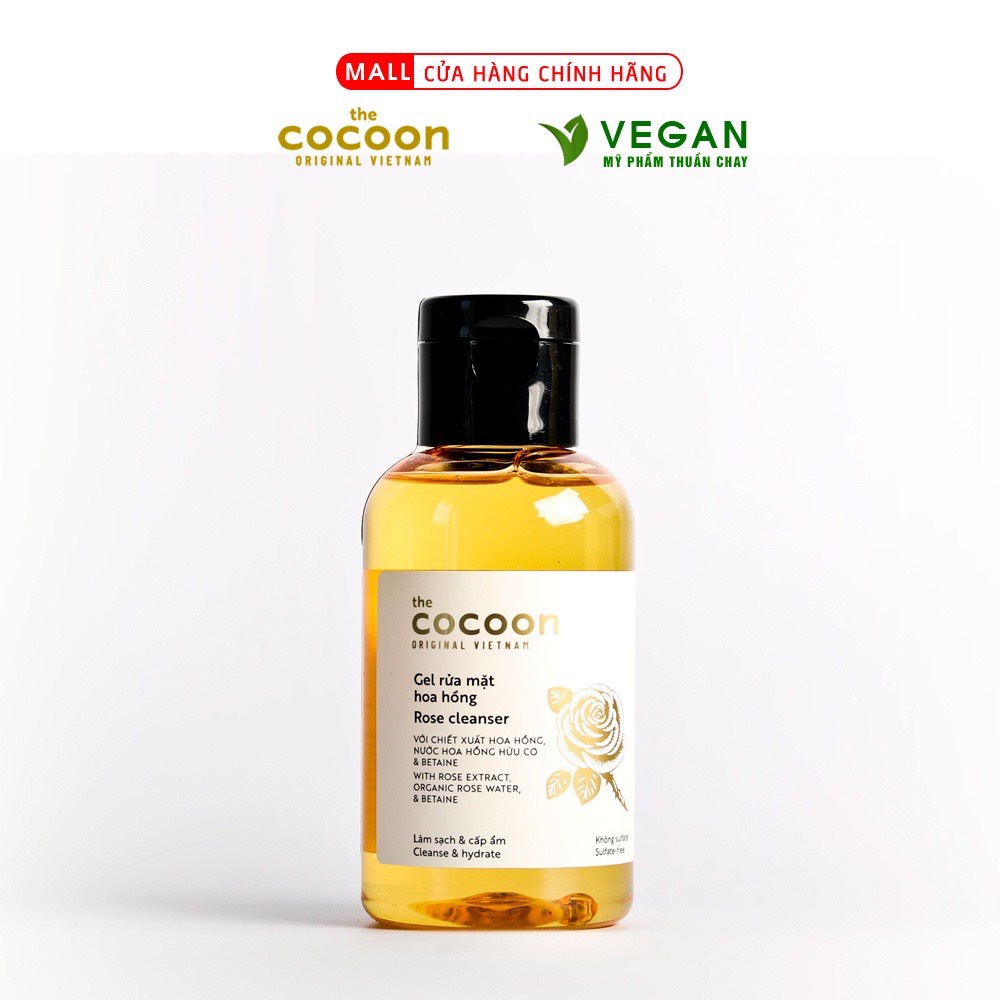 MALL CỬA HÀNG CHÍNH HÃNG
the
cocoon
ORIGINAL VIETNAM
VEGAN
MỸ PHẨM THUẦN CHAY
the
cocoon
ORIGINAL VIETNAM
Gel rửa mặt
hoa hồng
Rose cleanser
VỚI CHIẾT XUẤT HOA HỒNG,
NƯỚC HOA HỒNG HỮU CƠ
& BETAINE
WITH ROSE EXTRACT,
ORGANIC ROSE WATER,
& BETAINE
Làm sạch & cấp ẩm
Cleanse & hydrate
Không sulfate
Sulfate-free